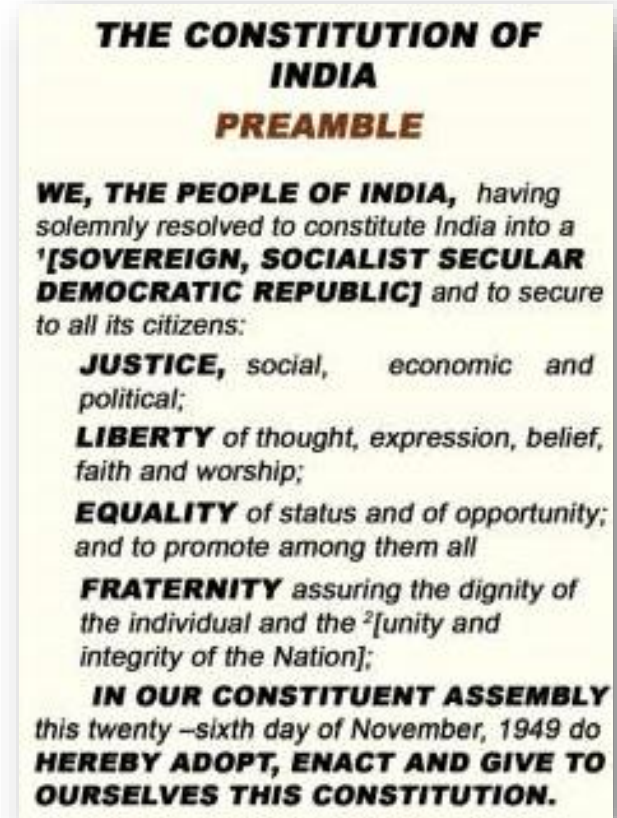 THE CONSTITUTION OF
INDIA
PREAMBLE
WE, THE PEOPLE OF INDIA, having
solemnly resolved to constitute India into a
¹[SOVEREIGN, SOCIALIST SECULAR
DEMOCRATIC REPUBLIC] and to secure
to all its citizens:
JUSTICE, social, economic and
political;
LIBERTY of thought, expression, belief,
faith and worship;
EQUALITY of status and of opportunity;
and to promote among them all
FRATERNITY assuring the dignity of
the individual and the ²[unity and
integrity of the Nation];
IN OUR CONSTITUENT ASSEMBLY
this twenty –sixth day of November, 1949 do
HEREBY ADOPT, ENACT AND GIVE TO
OURSELVES THIS CONSTITUTION.